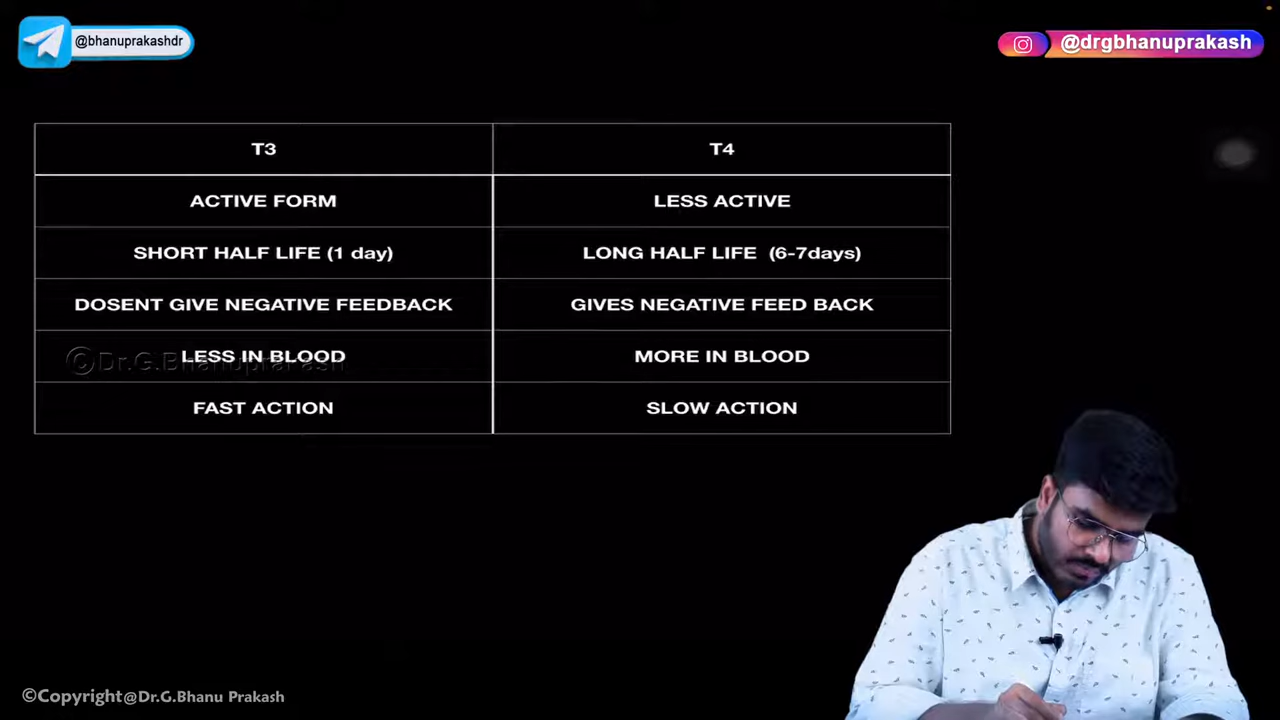 @bhanuprakashdr
@drgbhanuprakash
T3 T4
ACTIVE FORM LESS ACTIVE
SHORT HALF LIFE (1 day) LONG HALF LIFE (6-7days)
DOSENT GIVE NEGATIVE FEEDBACK GIVES NEGATIVE FEED BACK
LESS IN BLOOD MORE IN BLOOD
©Dr.G.Bhanuprakash
FAST ACTION SLOW ACTION
©Copyright@Dr.G.Bhanu Prakash